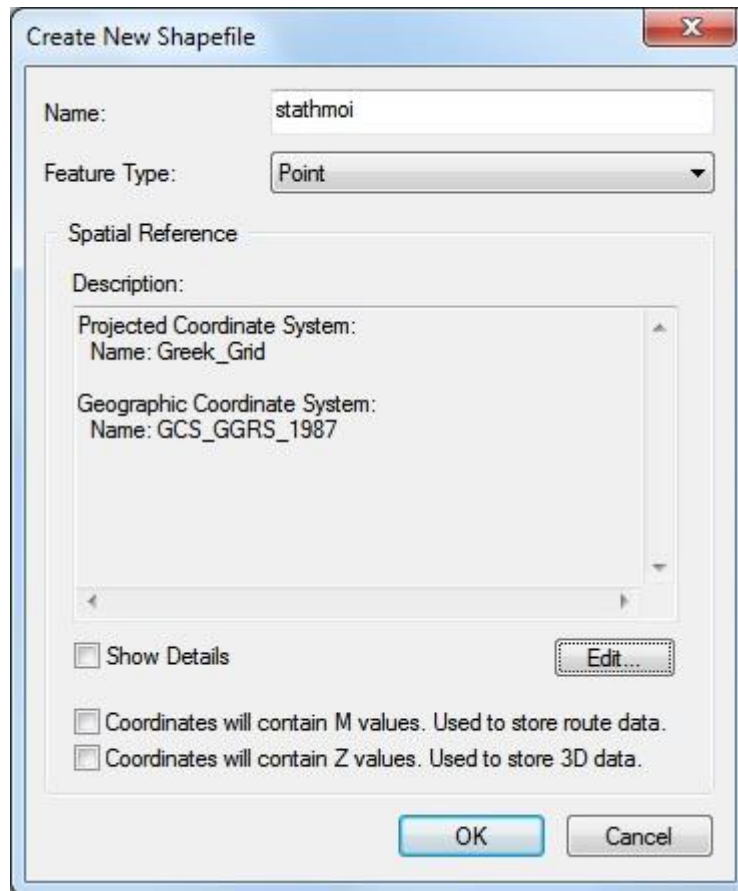 Create New Shapefile
Name:
stathmoi
Feature Type:
Point
Spatial Reference
Description:
Projected Coordinate System:
Name: Greek_Grid
Geographic Coordinate System:
Name: GCS_GGRS_1987
Show Details
Edit...
Coordinates will contain M values. Used to store route data.
Coordinates will contain Z values. Used to store 3D data.
OK
Cancel